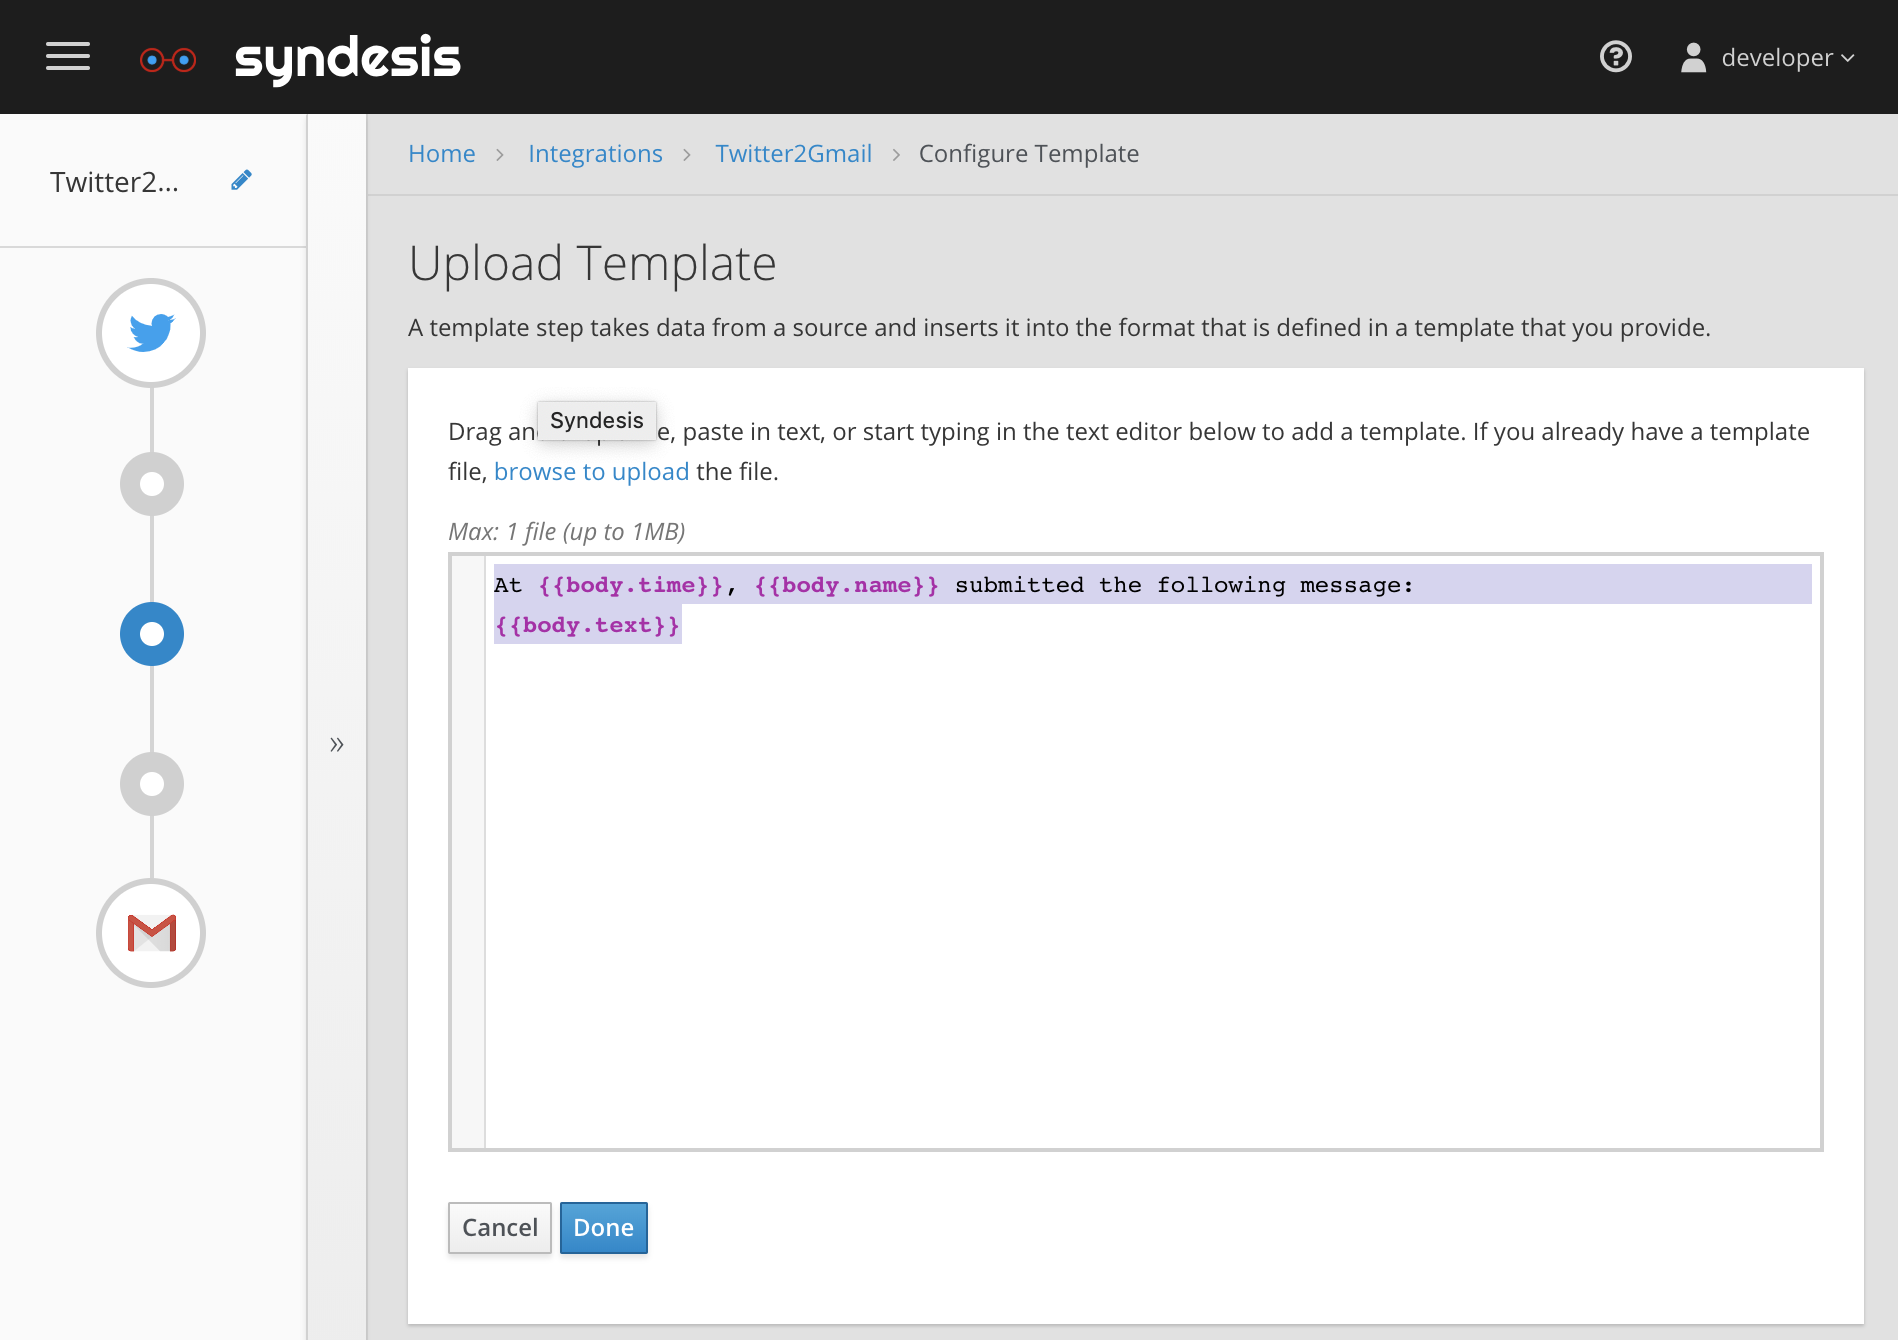 syndesis
developer
Twitter2...
Home > Integrations > Twitter2Gmail > Configure Template
Upload Template
A template step takes data from a source and inserts it into the format that is defined in a template that you provide.
Syndesis
Drag an e, paste in text, or start typing in the text editor below to add a template. If you already have a template
file, browse to upload the file.
Max: 1 file (up to 1MB)
At {{body.time}}, {{body.name}} submitted the following message:
{{body.text}}
»
Cancel Done